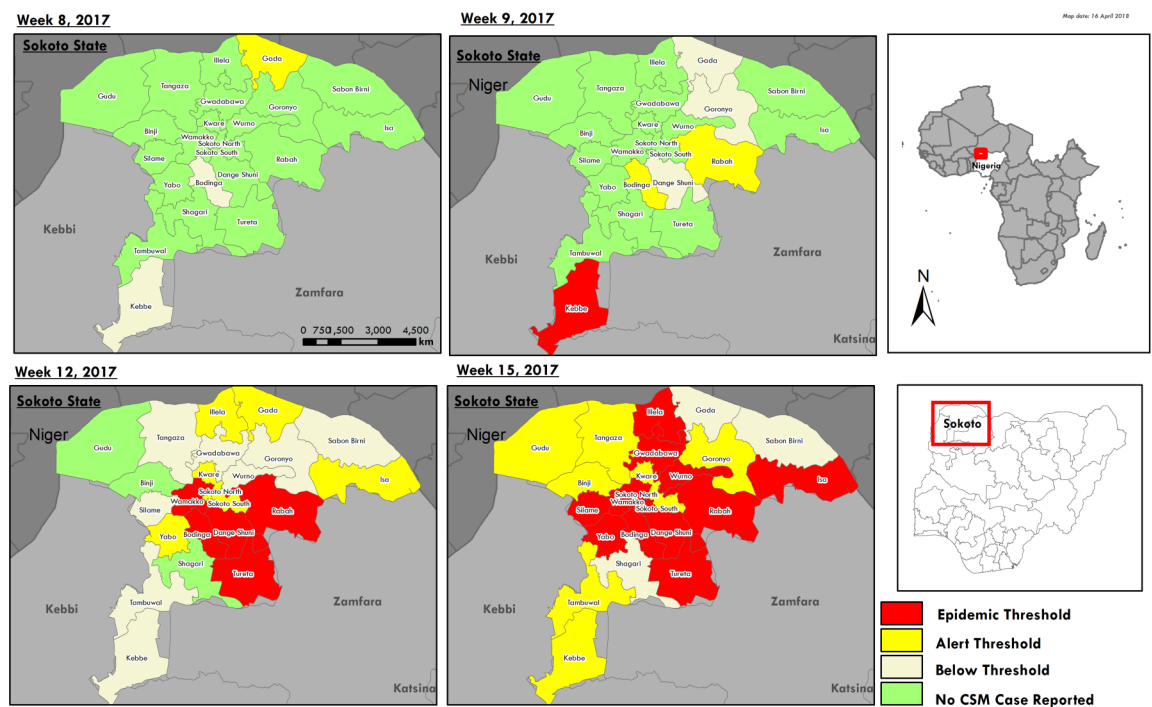 Week 8, 2017
Sokoto State
Illela
Gada
Gudu
Tangaza
Sabon Birni
Gwadabawa
Goronyo
Binji
Kware
Wurno
Isa
Wamakko
Sokoto North
Sokoto South
Silame
Rabah
Yabo
Bodinga
Dange Shuni
Shagari
Tureta
Kebbi
Tambuwal
Zamfara
Kebbe
0 750 1,500 3,000 4,500
km
Week 9, 2017
Sokoto State
Niger
Illela
Gada
Gudu
Tangaza
Sabon Birni
Gwadabawa
Goronyo
Binji
Kware
Wurno
Isa
Sokoto North
Wamakko
Sokoto South
Silame
Rabah
Yabo
Bodinga
Dange Shuni
Shagari
Tureta
Kebbi
Tambuwal
Zamfara
Kebbe
Katsina
Map date: 16 April 2018
Nigeria
N
Week 12, 2017
Sokoto State
Niger
Illela
Gada
Gudu
Tangaza
Sabon Birni
Gwadabawa
Goronyo
Binji
Kware
Wurno
Isa
Sokoto North
Wamakko
Sokoto South
Silame
Rabah
Yabo
Bodinga
Dange Shuni
Shagari
Tureta
Kebbi
Tambuwal
Zamfara
Kebbe
Katsina
Week 15, 2017
Sokoto State
Niger
Illela
Gada
Gudu
Tangaza
Sabon Birni
Gwadabawa
Goronyo
Binji
Kware
Wurno
Isa
Sokoto North
Wamakko
Sokoto South
Silame
Rabah
Yabo
Bodinga
Dange Shuni
Shagari
Tureta
Kebbi
Tambuwal
Zamfara
Kebbe
Katsina
Sokoto
Epidemic Threshold
Alert Threshold
Below Threshold
No CSM Case Reported